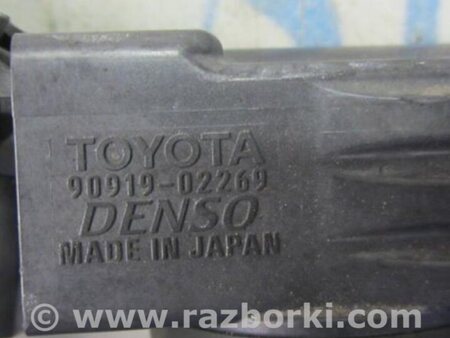 TOYOTA
90919-02269
DENSO
MADE IN JAPAN
www.razborki.com